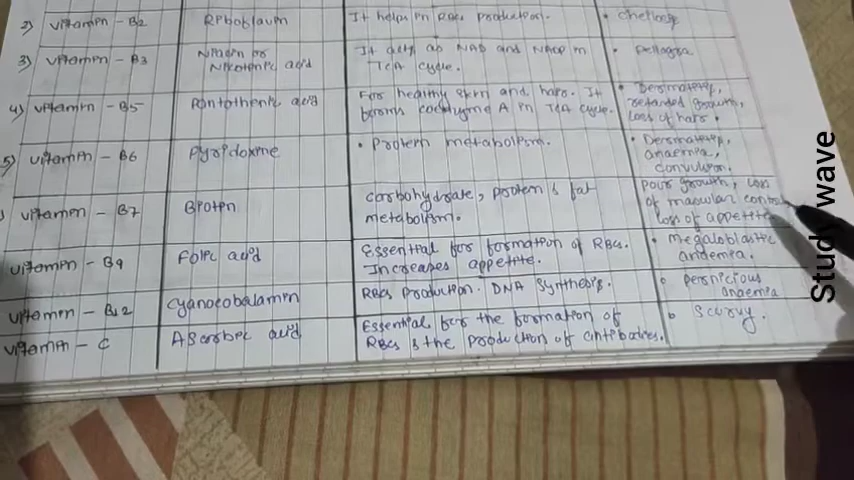 2) Vitamin - B2 Riboflavin It helps in RBCs production. • cheilosis
3) Vitamin - B3 Niacin or It acts as NAD and NADP in • Pellagra
Nikotenic acid TCA cycle.
4) Vitamin - B5 Pantothenic acid For healthy skin and hairs. It • Dermatitis,
forms coenzyme A in TCA cycle. retarded growth,
Loss of hairs.
5) Vitamin - B6 Pyridoxine • Protein metabolism. • Dermatitis,
anaemia,
convulsion.
Vitamin - B7 Biotin carbohydrate, protein & fat Poor growth, Loss
metabolism. of mascular control
Loss of appetite
Vitamin - B9 Folic acid Essential for formation of RBCs. • Megaloblastic
Increases appetite. anaemia.
Vitamin - B12 cyanocobalamin RBCs production. DNA synthesis. • Pernicious
anaemia
Vitamin - C Ascorbic acid Essential for the formation of • Scurvy.
RBCs & the production of antibodies.
Study wave